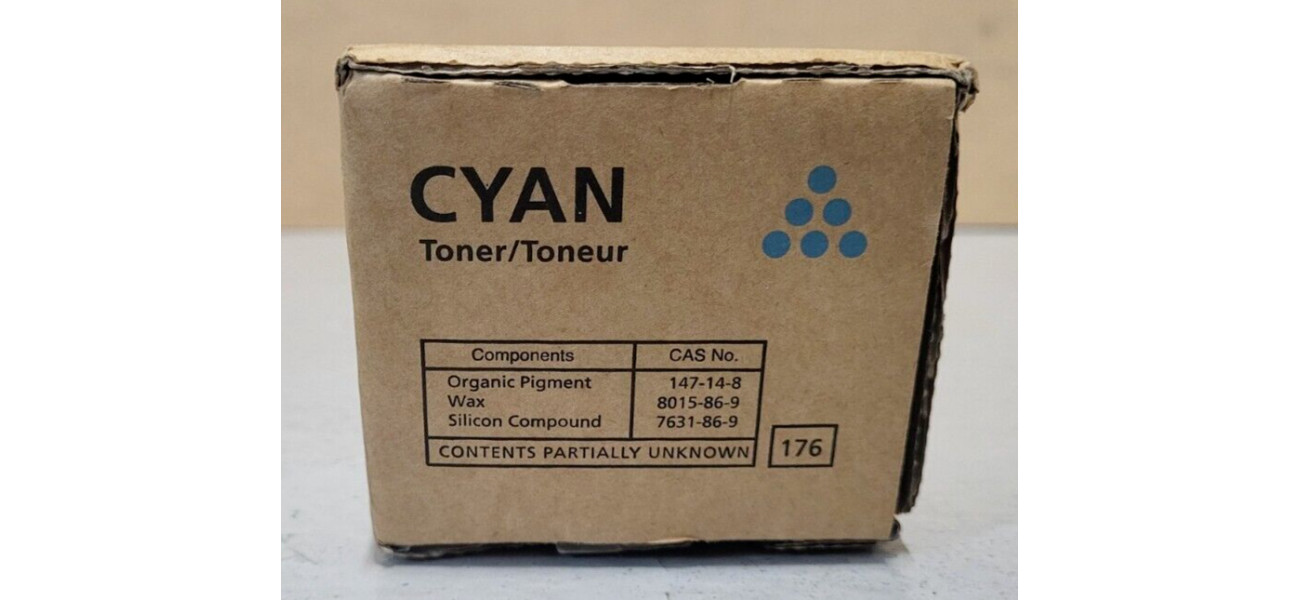 CYAN
Toner/Toneur
Components CAS No.
Organic Pigment 147-14-8
Wax 8015-86-9
Silicon Compound 7631-86-9
CONTENTS PARTIALLY UNKNOWN
176